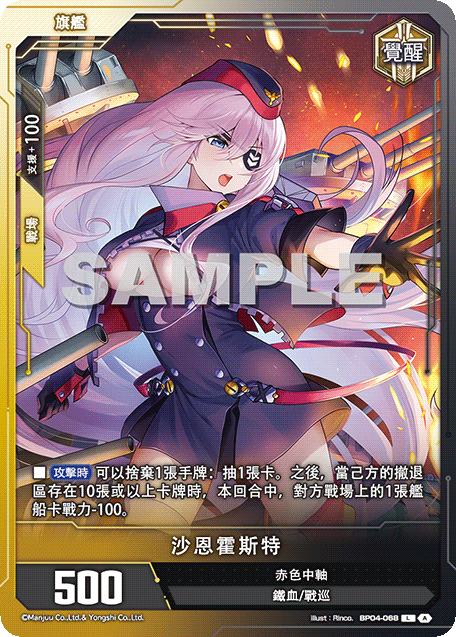 旗艦
覺醒
支援+100
戰場
SAMPLE
■ 攻擊時 可以捨棄1張手牌：抽1張卡。之後，當己方的撤退
區存在10張或以上卡牌時，本回合中，對方戰場上的1張艦
船卡戰力-100。
沙恩霍斯特
500
赤色中軸
鐵血/戰巡
©Manjuu Co.,Ltd.& Yongshi Co.,Ltd.
illust：Rinco. BP04-068 L A